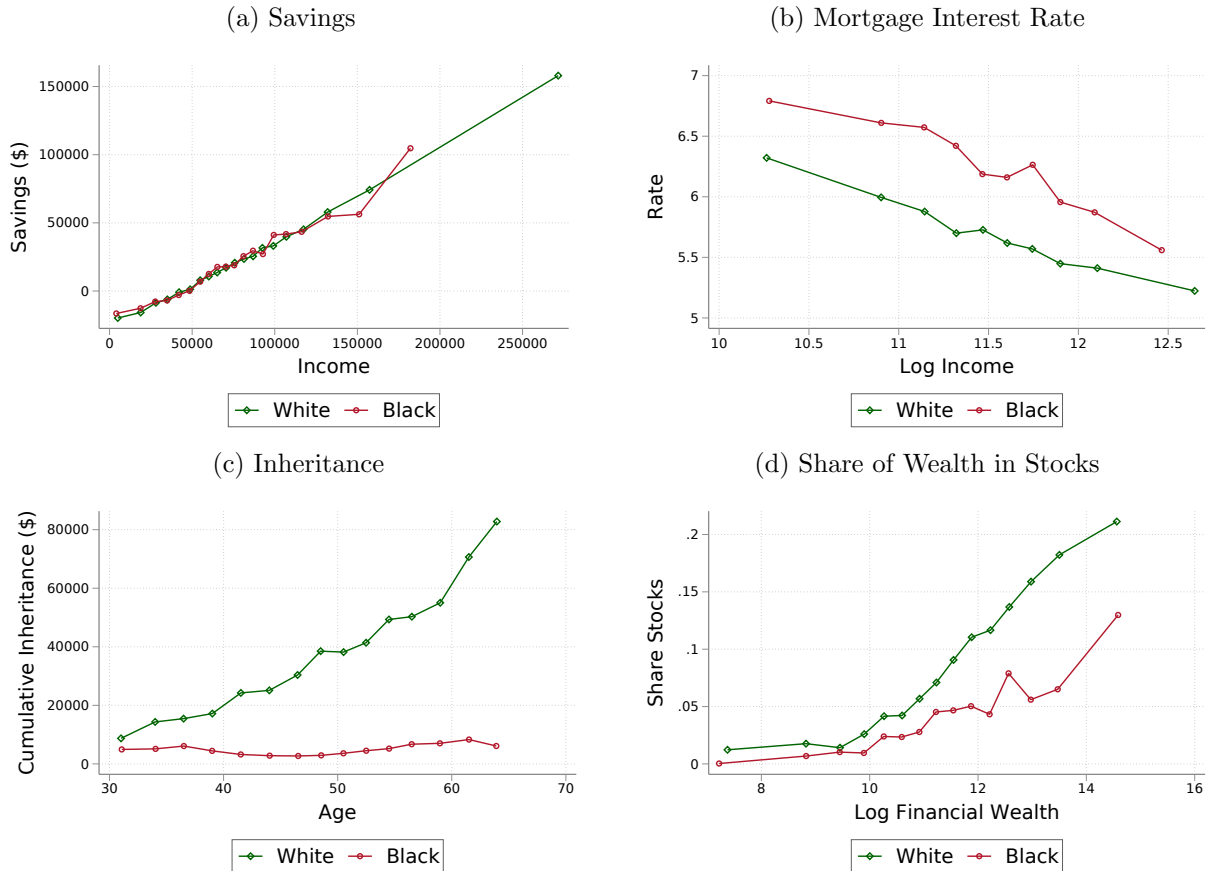 (a) Savings
Savings ($)
150000
100000
50000
0
0 50000 100000 150000 200000 250000
Income
White Black
(b) Mortgage Interest Rate
Rate
7
6.5
6
5.5
5
10 10.5 11 11.5 12 12.5
Log Income
White Black
(c) Inheritance
Cumulative Inheritance ($)
80000
60000
40000
20000
0
30 40 50 60 70
Age
White Black
(d) Share of Wealth in Stocks
Share Stocks
.2
.15
.1
.05
0
8 10 12 14 16
Log Financial Wealth
White Black